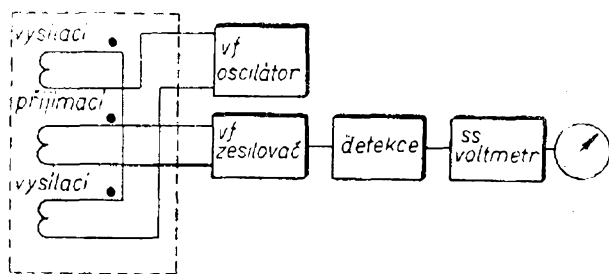 vysílací
přijímací
vysílací
vf
oscilátor
vf
zesilovač
detekce
ss
voltmetr